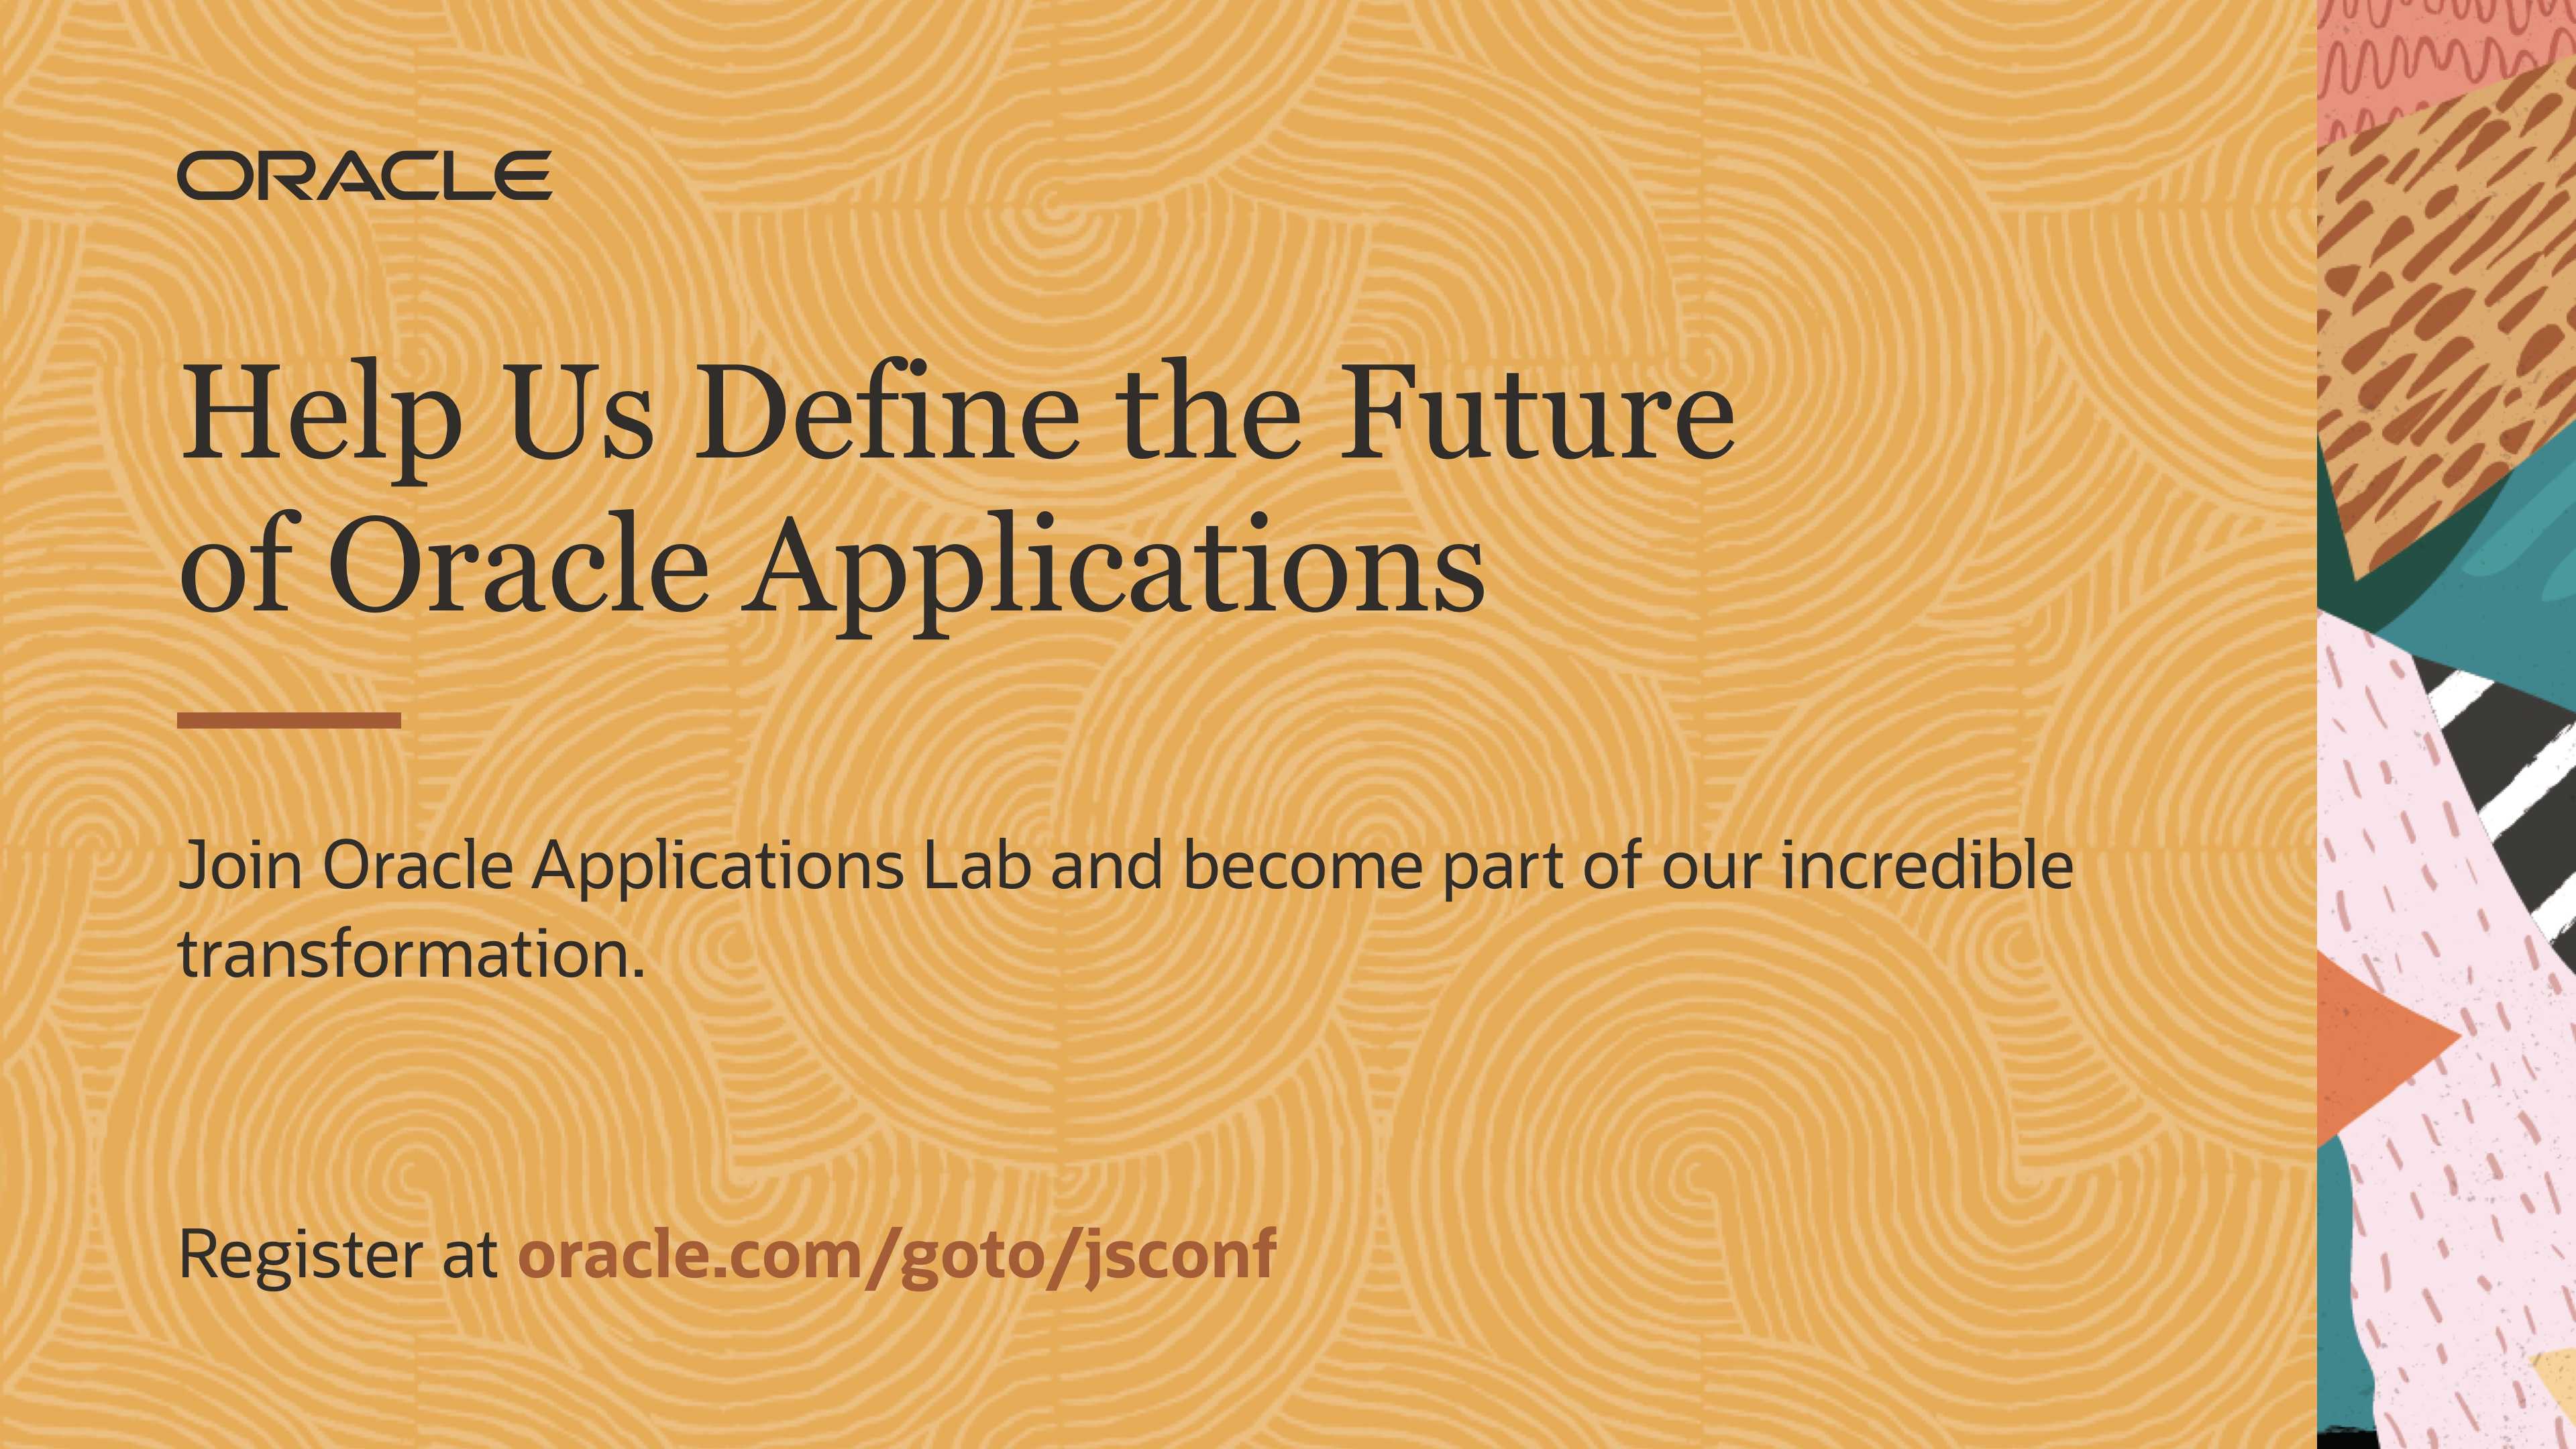 ORACLE
Help Us Define the Future
of Oracle Applications
Join Oracle Applications Lab and become part of our incredible
transformation.
Register at oracle.com/goto/jsconf